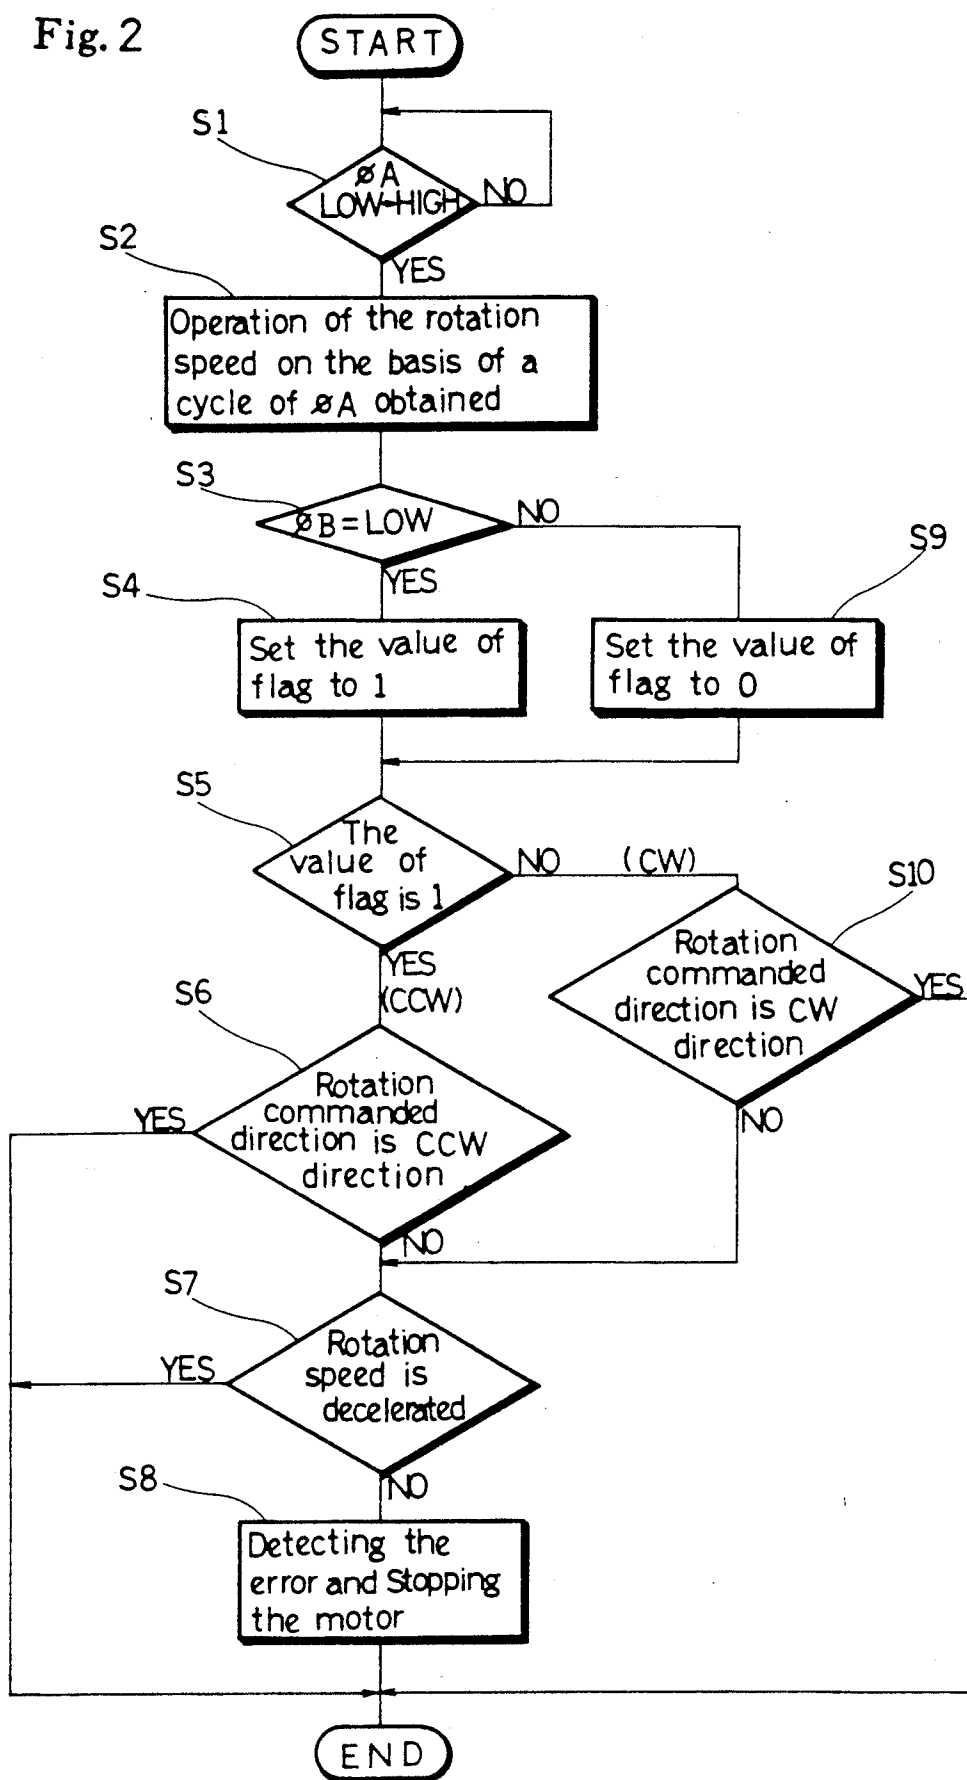 Fig. 2
START
S1
øA
LOW→HIGH
NO
YES
S2
Operation of the rotation
speed on the basis of a
cycle of øA obtained
S3
øB = LOW
NO
YES
S4
Set the value of
flag to 1
S9
Set the value of
flag to 0
S5
The
value of
flag is 1
NO (CW)
YES
(CCW)
S10
Rotation
commanded
direction is CW
direction
YES
NO
S6
Rotation
commanded
direction is CCW
direction
YES
NO
S7
Rotation
speed is
decelerated
YES
NO
S8
Detecting the
error and Stopping
the motor
END